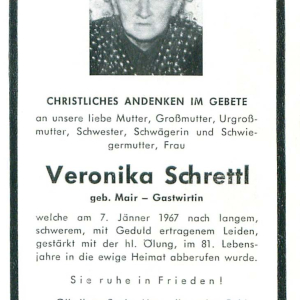 CHRISTLICHES ANDENKEN IM GEBETE
an unsere liebe Mutter, Großmutter, Urgroß-
mutter, Schwester, Schwägerin und Schwie-
germutter, Frau
Veronika Schrettl
geb. Mair – Gastwirtin
welche am 7. Jänner 1967 nach langem,
schwerem, mit Geduld ertragenem Leiden,
gestärkt mit der hl. Ölung, im 81. Lebens-
jahre in die ewige Heimat abberufen wurde.
Sie ruhe in Frieden!